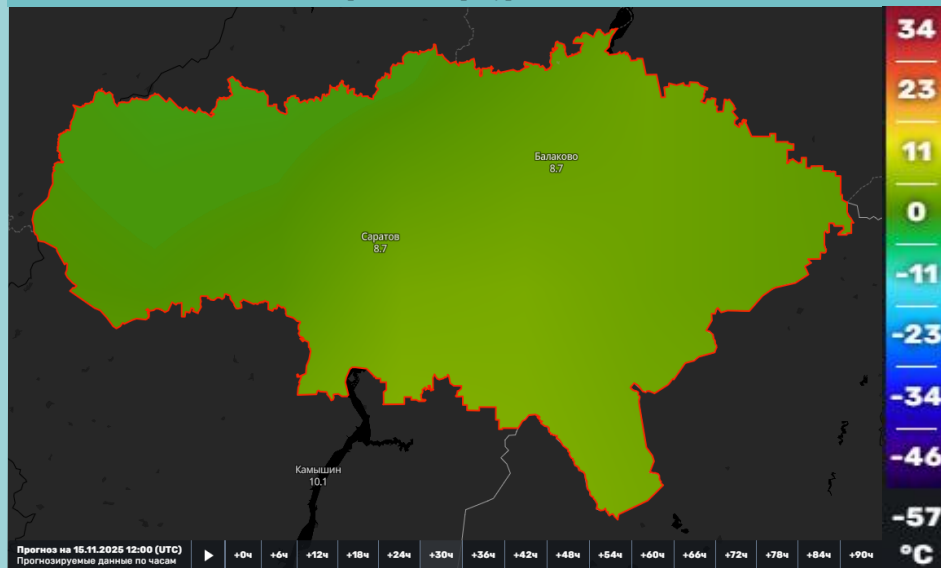 34
23
11
0
-11
-23
-34
-46
-57
°C
Балаково
8.7
Саратов
8.7
Камышин
10.1
Прогноз на 15.11.2025 12:00 (UTC)
Прогнозируемые данные по часам
+0ч +6ч +12ч +18ч +24ч +30ч +36ч +42ч +48ч +54ч +60ч +66ч +72ч +78ч +84ч +90ч